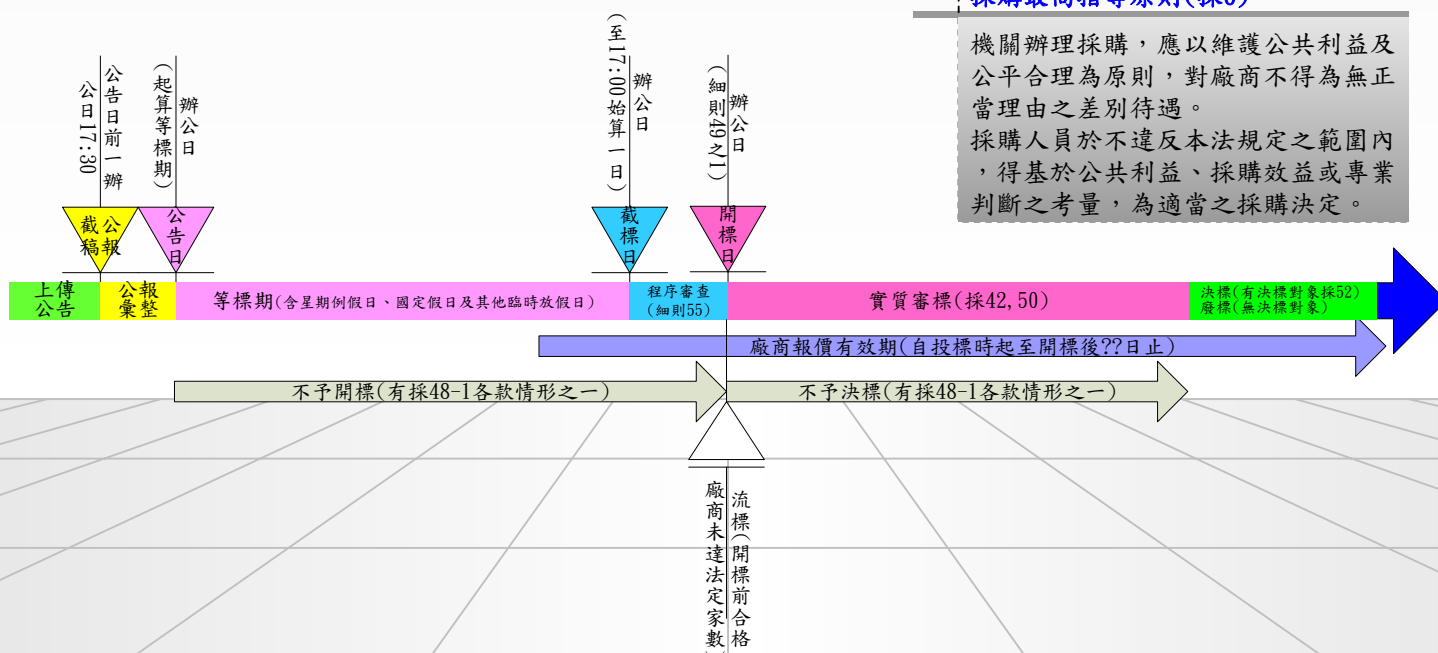 採購最高指導原則(採6)
機關辦理採購，應以維護公共利益及
公平合理為原則，對廠商不得為無正
當理由之差別待遇。
採購人員於不違反本法規定之範圍內
，得基於公共利益、採購效益或專業
判斷之考量，為適當之採購決定。
公告日前一辦
公日17:30
辦公日
(起算等標期)
辦公日
(至17:00始算一日)
辦公日
(細則49之1)
公報
截稿
公告日
截標日
開標日
上傳
公告
公報
彙整
等標期(含星期例假日、國定假日及其他臨時放假日)
程序審查
(細則55)
實質審標(採42,50)
決標(有決標對象採52)
廢標(無決標對象)
廠商報價有效期(自投標時起至開標後??日止)
不予開標(有採48-1各款情形之一)
不予決標(有採48-1各款情形之一)
流標(開標前合格
廠商未達法定家數